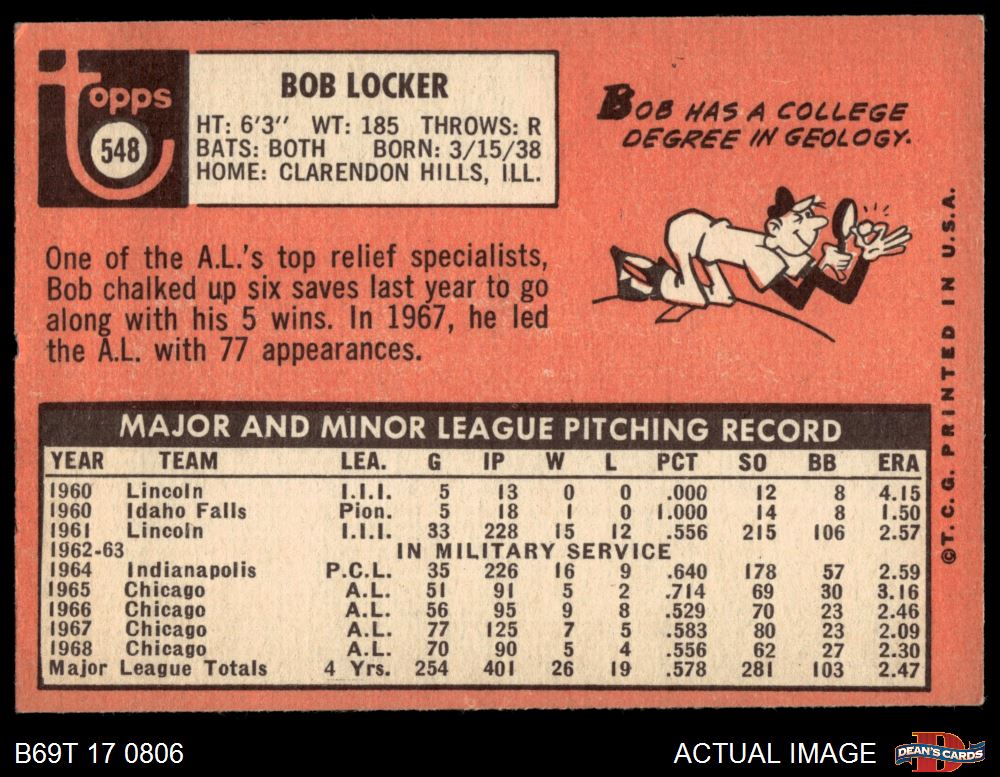 topps
548
BOB LOCKER
HT: 6'3" WT: 185 THROWS: R
BATS: BOTH BORN: 3/15/38
HOME: CLARENDON HILLS, ILL.
BOB HAS A COLLEGE
DEGREE IN GEOLOGY.
One of the A.L.'s top relief specialists,
Bob chalked up six saves last year to go
along with his 5 wins. In 1967, he led
the A.L. with 77 appearances.
MAJOR AND MINOR LEAGUE PITCHING RECORD
YEAR TEAM LEA. G IP W L PCT SO BB ERA
1960 Lincoln I.I.I. 5 13 0 0 .000 12 8 4.15
1960 Idaho Falls Pion. 5 18 1 0 1.000 14 8 1.50
1961 Lincoln I.I.I. 33 228 15 12 .556 215 106 2.57
1962-63 IN MILITARY SERVICE
1964 Indianapolis P.C.L. 35 226 16 9 .640 178 57 2.59
1965 Chicago A.L. 51 91 5 2 .714 69 30 3.16
1966 Chicago A.L. 56 95 9 8 .529 70 23 2.46
1967 Chicago A.L. 77 125 7 5 .583 80 23 2.09
1968 Chicago A.L. 70 90 5 4 .556 62 27 2.30
Major League Totals 4 Yrs. 254 401 26 19 .578 281 103 2.47
©T. C. G. PRINTED IN U.S.A.
B69T 17 0806
ACTUAL IMAGE
DEAN'S CARDS